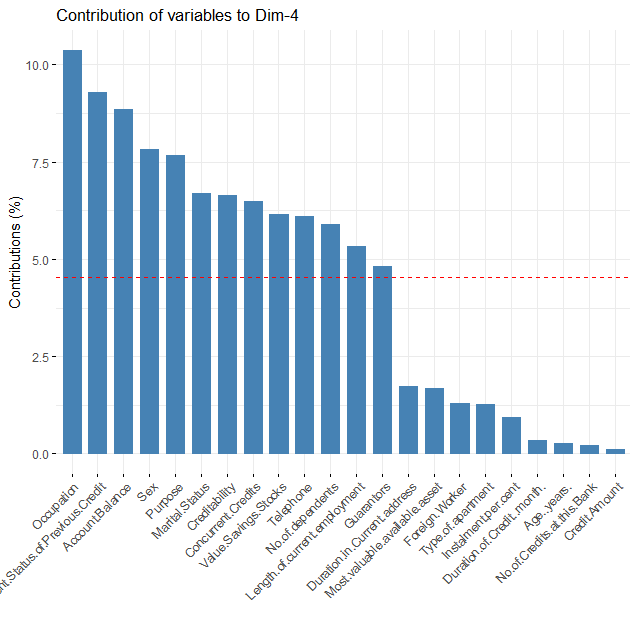 Contribution of variables to Dim-4
Contributions (%)
10.0
7.5
5.0
2.5
0.0
Occupation
nt.Status.of.Previous.Credit
Account.Balance
Sex
Purpose
Marital.Status
Creditability
Concurrent.Credits
Value.Savings.Stocks
Telephone
No.of.dependents
Length.of.current.employment
Guarantors
Duration.in.Current.address
Most.valuable.available.asset
Foreign.Worker
Type.of.apartment
Instalment.per.cent
Duration.of.Credit..month.
Age..years.
No.of.Credits.at.this.Bank
Credit.Amount